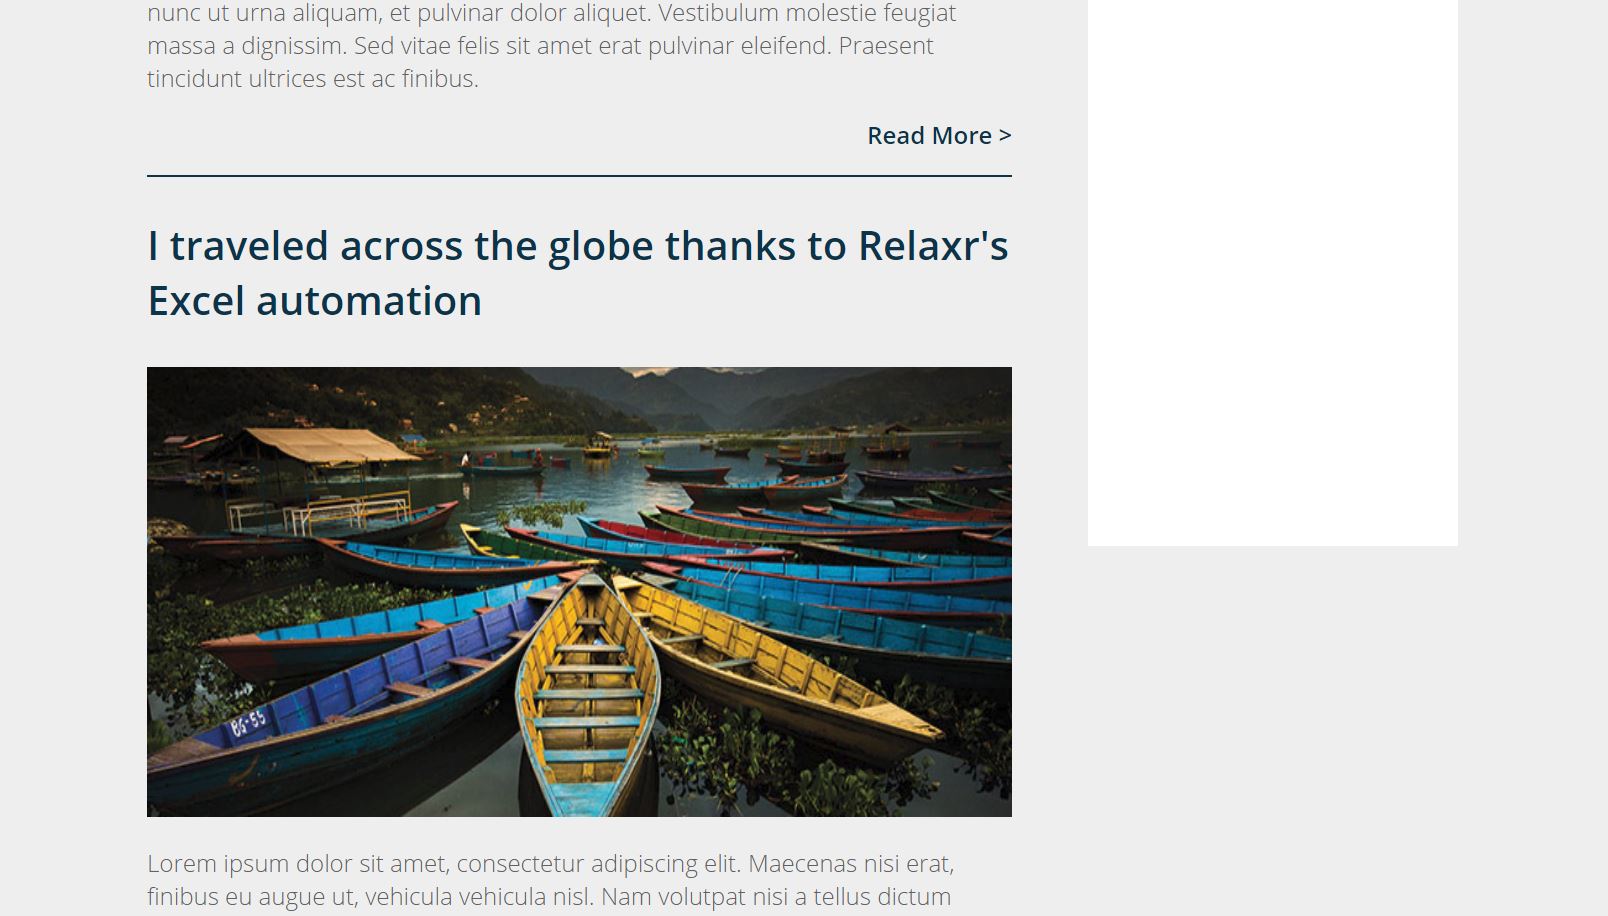 nunc ut urna aliquam, et pulvinar dolor aliquet. Vestibulum molestie feugiat
massa a dignissim. Sed vitae felis sit amet erat pulvinar eleifend. Praesent
tincidunt ultrices est ac finibus.
Read More >
I traveled across the globe thanks to Relaxr's
Excel automation
BG-55
Lorem ipsum dolor sit amet, consectetur adipiscing elit. Maecenas nisi erat,
finibus eu augue ut, vehicula vehicula nisl. Nam volutpat nisi a tellus dictum